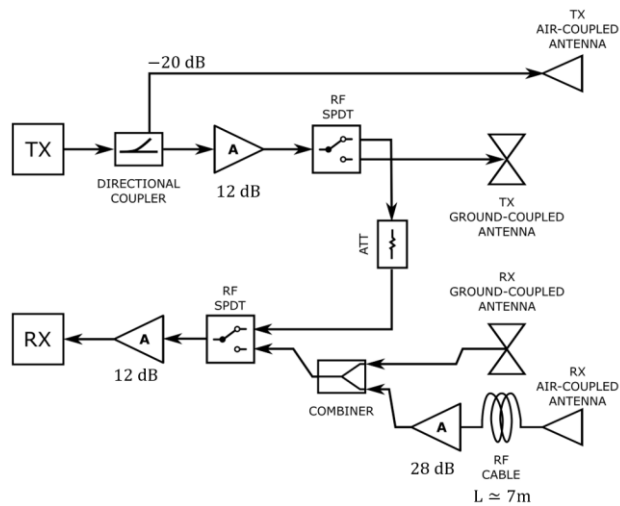 TX
AIR-COUPLED
ANTENNA
−20 dB
RF
SPDT
TX
A
DIRECTIONAL
COUPLER
12 dB
TX
GROUND-COUPLED
ANTENNA
ATT
RX
GROUND-COUPLED
ANTENNA
RF
SPDT
RX
A
12 dB
COMBINER
RX
AIR-COUPLED
ANTENNA
A
28 dB
RF
CABLE
L ≃ 7m